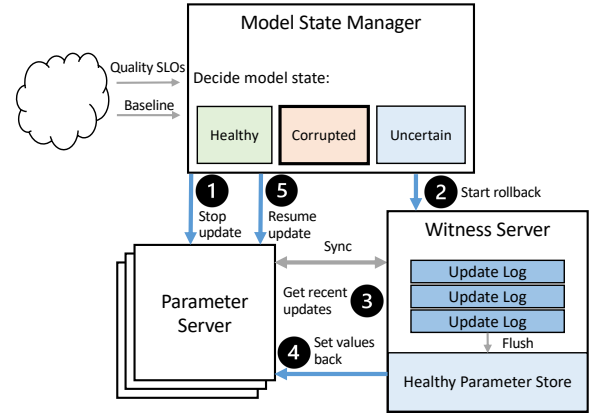 Model State Manager
Quality SLOs
Baseline
Decide model state:
Healthy
Corrupted
Uncertain
1
Stop
update
5
Resume
update
2
Start rollback
Witness Server
Sync
Update Log
Update Log
Update Log
Parameter
Server
Get recent
updates
3
Flush
4
Set values
back
Healthy Parameter Store